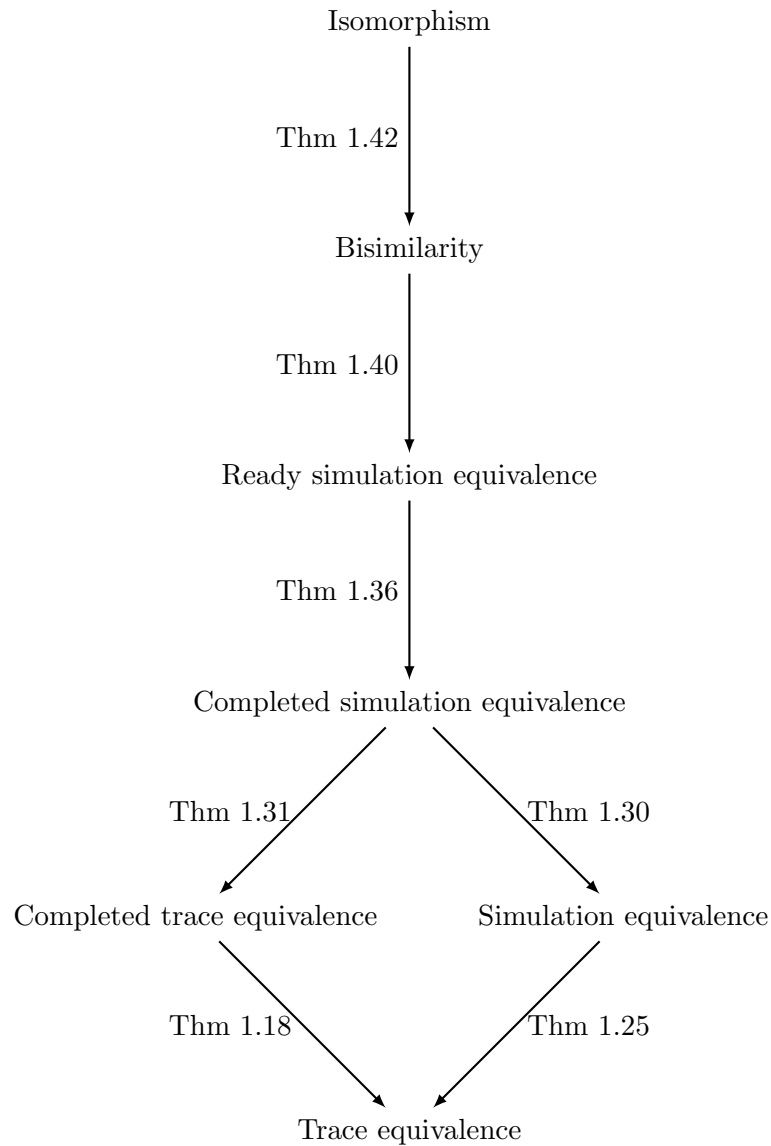 Isomorphism
Thm 1.42
Bisimilarity
Thm 1.40
Ready simulation equivalence
Thm 1.36
Completed simulation equivalence
Thm 1.31
Thm 1.30
Completed trace equivalence
Simulation equivalence
Thm 1.18
Thm 1.25
Trace equivalence